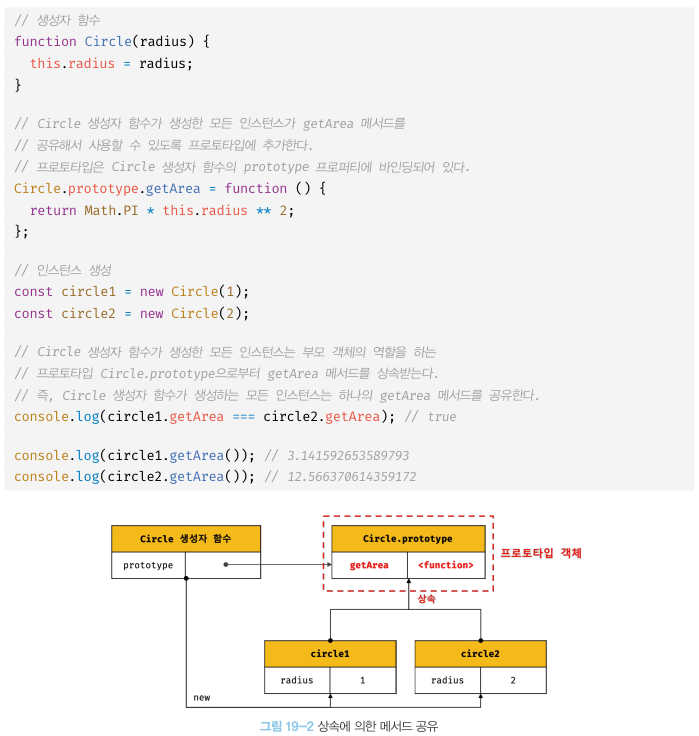 // 생성자 함수
function Circle(radius) {
  this.radius = radius;
}

// Circle 생성자 함수가 생성한 모든 인스턴스가 getArea 메서드를
// 공유해서 사용할 수 있도록 프로토타입에 추가한다.
// 프로토타입은 Circle 생성자 함수의 prototype 프로퍼티에 바인딩되어 있다.
Circle.prototype.getArea = function () {
  return Math.PI * this.radius ** 2;
};

// 인스턴스 생성
const circle1 = new Circle(1);
const circle2 = new Circle(2);

// Circle 생성자 함수가 생성한 모든 인스턴스는 부모 객체의 역할을 하는
// 프로토타입 Circle.prototype으로부터 getArea 메서드를 상속받는다.
// 즉, Circle 생성자 함수가 생성하는 모든 인스턴스는 하나의 getArea 메서드를 공유한다.
console.log(circle1.getArea === circle2.getArea); // true

console.log(circle1.getArea()); // 3.141592653589793
console.log(circle2.getArea()); // 12.566370614359172
Circle 생성자 함수
prototype
Circle.prototype
getArea <function>
프로토타입 객체
상속
circle1
radius 1
circle2
radius 2
new
그림 19-2 상속에 의한 메서드 공유